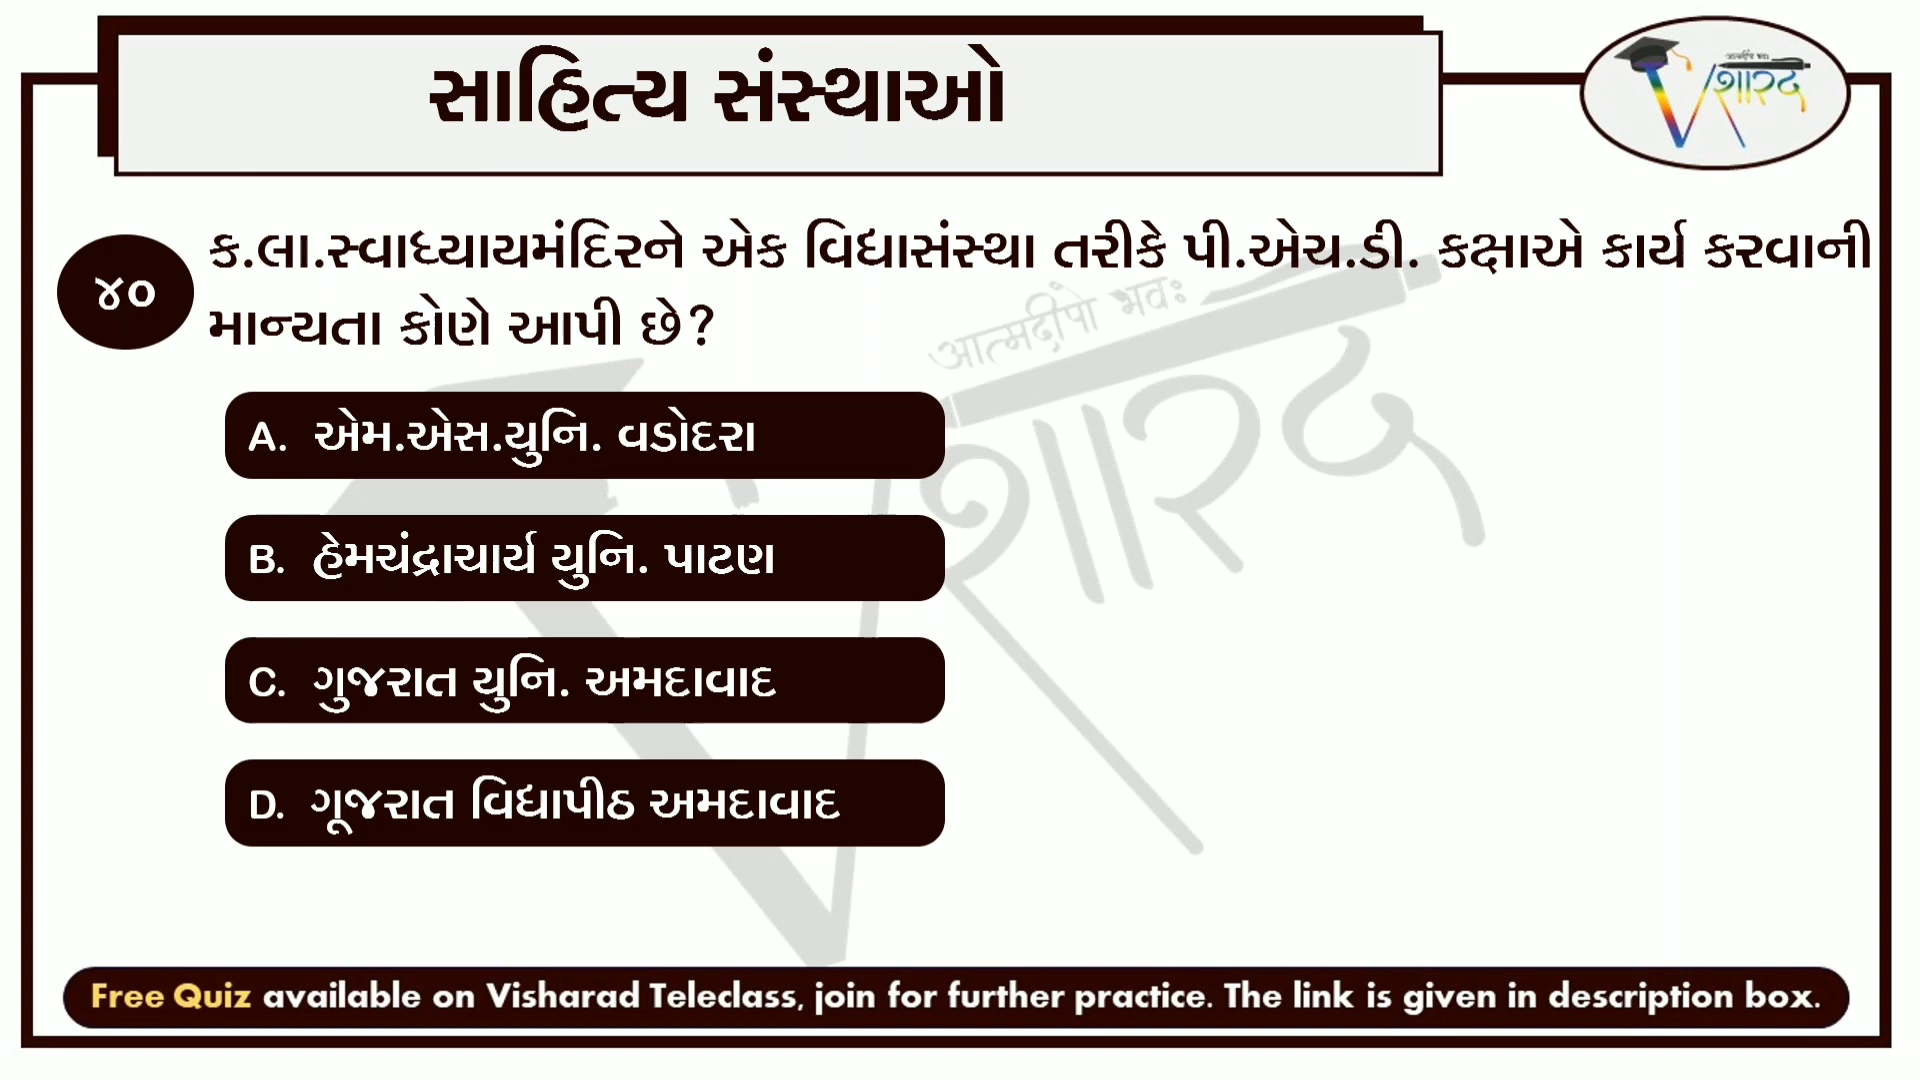 સાહિત્ય સંસ્થાઓ
શારદ
૪૦
ક.લા.સ્વાધ્યાયમંદિરને એક વિદ્યાસંસ્થા તરીકે પી.એચ.ડી. કક્ષાએ કાર્ય કરવાની
માન્યતા કોણે આપી છે?
आत्मदीपो भवः
શારદ
A. એમ.એસ.યુનિ. વડોદરા
B. હેમચંદ્રાચાર્ય યુનિ. પાટણ
C. ગુજરાત યુનિ. અમદાવાદ
D. ગૂજરાત વિદ્યાપીઠ અમદાવાદ
Free Quiz available on Visharad Teleclass, join for further practice. The link is given in description box.